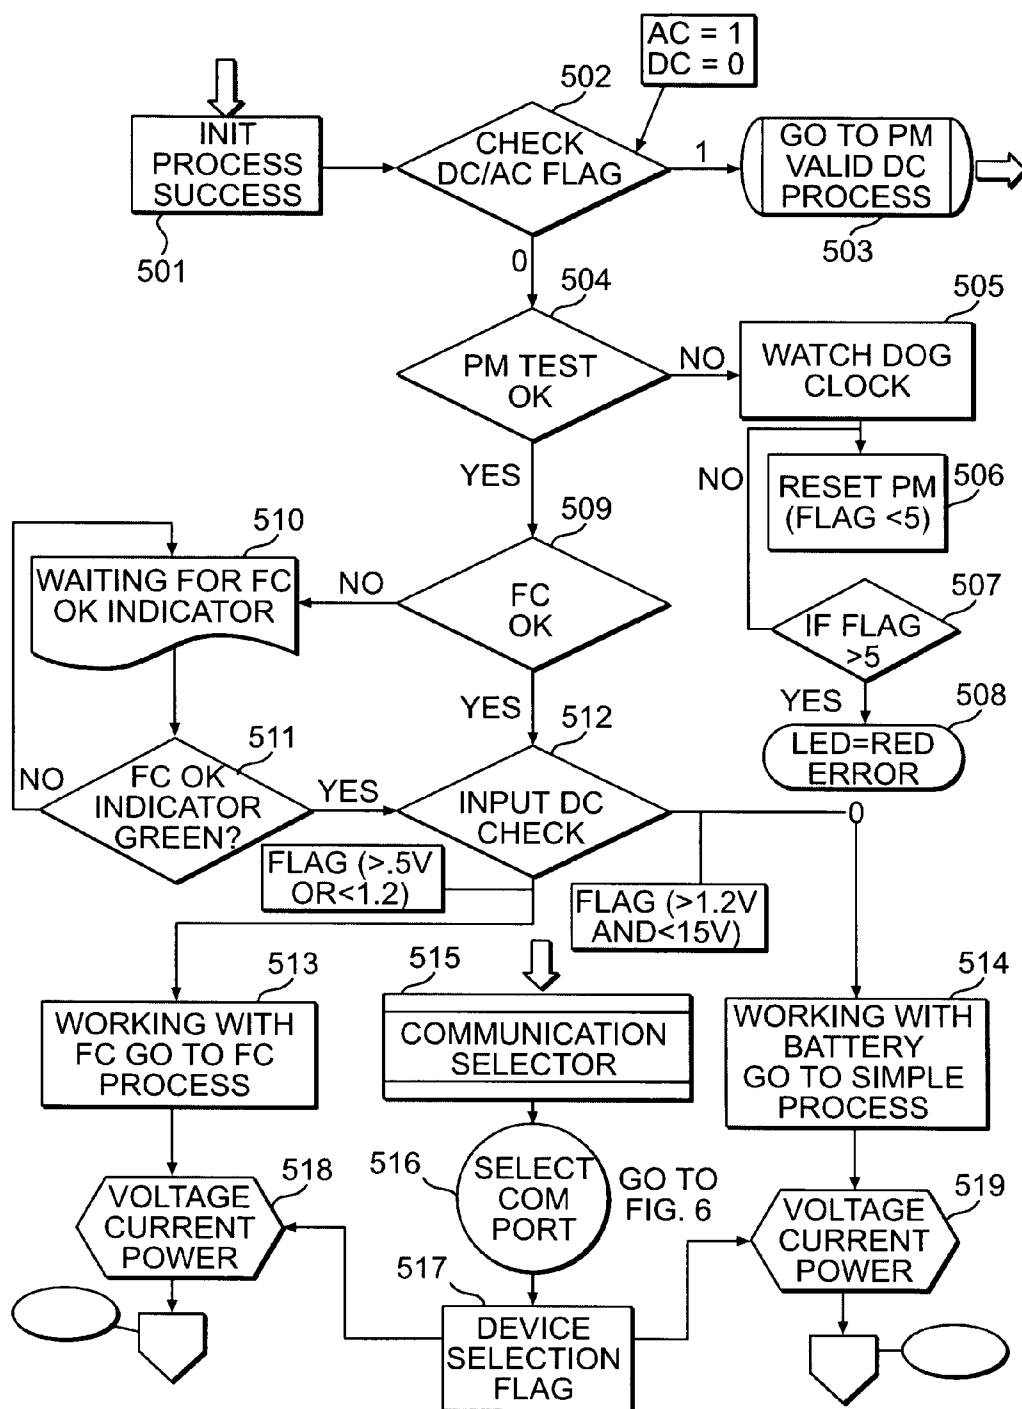 AC = 1
DC = 0
502
INIT
PROCESS
SUCCESS
501
CHECK
DC/AC FLAG
1
GO TO PM
VALID DC
PROCESS
503
0
504
PM TEST
OK
NO
505
WATCH DOG
CLOCK
YES
NO
RESET PM
(FLAG <5)
506
509
FC
OK
NO
510
WAITING FOR FC
OK INDICATOR
507
IF FLAG
>5
YES
508
LED=RED
ERROR
YES
512
INPUT DC
CHECK
511
FC OK
INDICATOR
GREEN?
NO
YES
0
FLAG (>.5V
OR<1.2)
FLAG (>1.2V
AND<15V)
513
WORKING WITH
FC GO TO FC
PROCESS
515
COMMUNICATION
SELECTOR
514
WORKING WITH
BATTERY
GO TO SIMPLE
PROCESS
518
VOLTAGE
CURRENT
POWER
516
SELECT
COM
PORT
GO TO
FIG. 6
519
VOLTAGE
CURRENT
POWER
517
DEVICE
SELECTION
FLAG